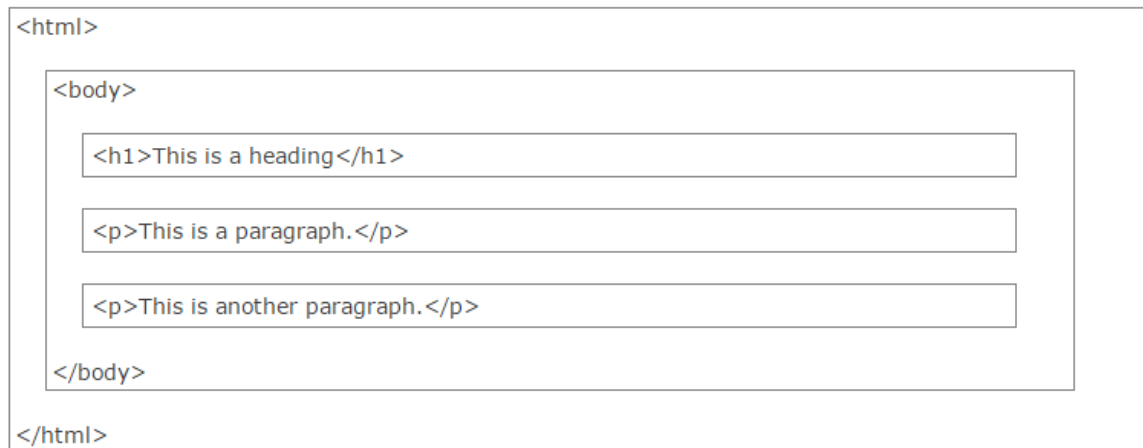 <html>
<body>
<h1>This is a heading</h1>
<p>This is a paragraph.</p>
<p>This is another paragraph.</p>
</body>
</html>